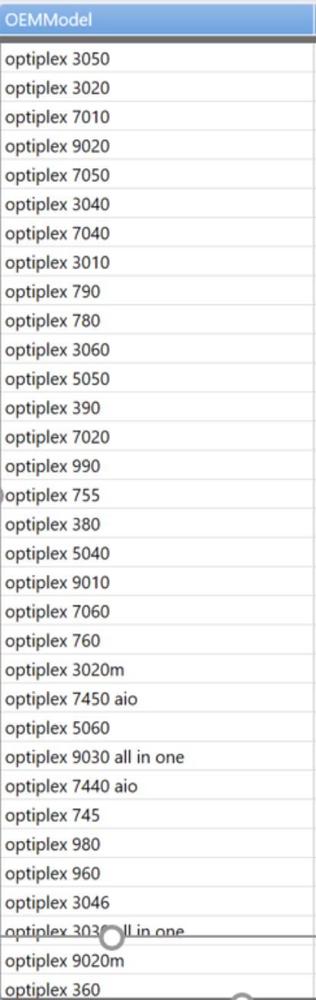 OEMModel
optiplex 3050
optiplex 3020
optiplex 7010
optiplex 9020
optiplex 7050
optiplex 3040
optiplex 7040
optiplex 3010
optiplex 790
optiplex 780
optiplex 3060
optiplex 5050
optiplex 390
optiplex 7020
optiplex 990
optiplex 755
optiplex 380
optiplex 5040
optiplex 9010
optiplex 7060
optiplex 760
optiplex 3020m
optiplex 7450 aio
optiplex 5060
optiplex 9030 all in one
optiplex 7440 aio
optiplex 745
optiplex 980
optiplex 960
optiplex 3046
optiplex in one
optiplex 9020m
optiplex 360